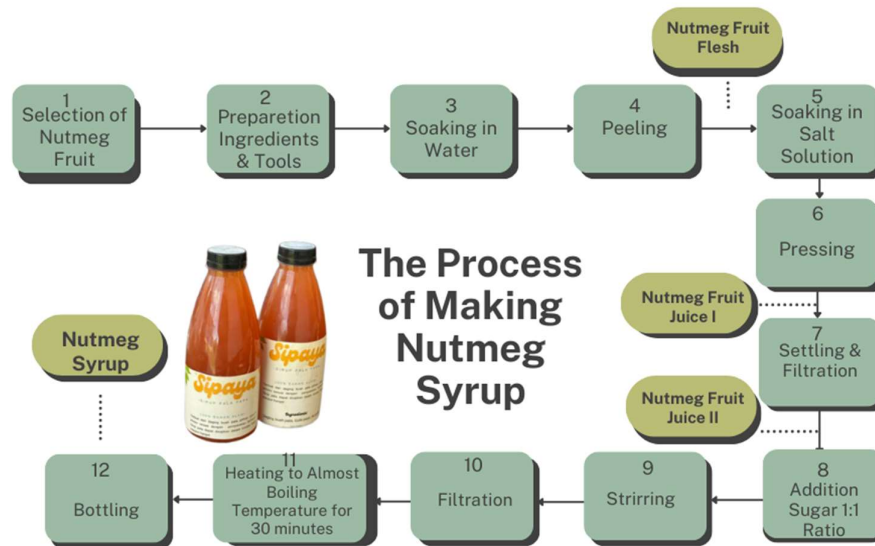 Nutmeg Fruit
Flesh
1
Selection of
Nutmeg
Fruit
2
Preparetion
Ingredients
& Tools
3
Soaking in
Water
4
Peeling
5
Soaking in
Salt
Solution
6
Pressing
The Process
of Making
Nutmeg
Syrup
Nutmeg Fruit
Juice I
7
Settling &
Filtration
Nutmeg
Syrup
Sipaya
Sipaya
Nutmeg Fruit
Juice II
12
Bottling
11
Heating to Almost
Boiling
Temperature for
30 minutes
10
Filtration
9
Strirring
8
Addition
Sugar 1:1
Ratio